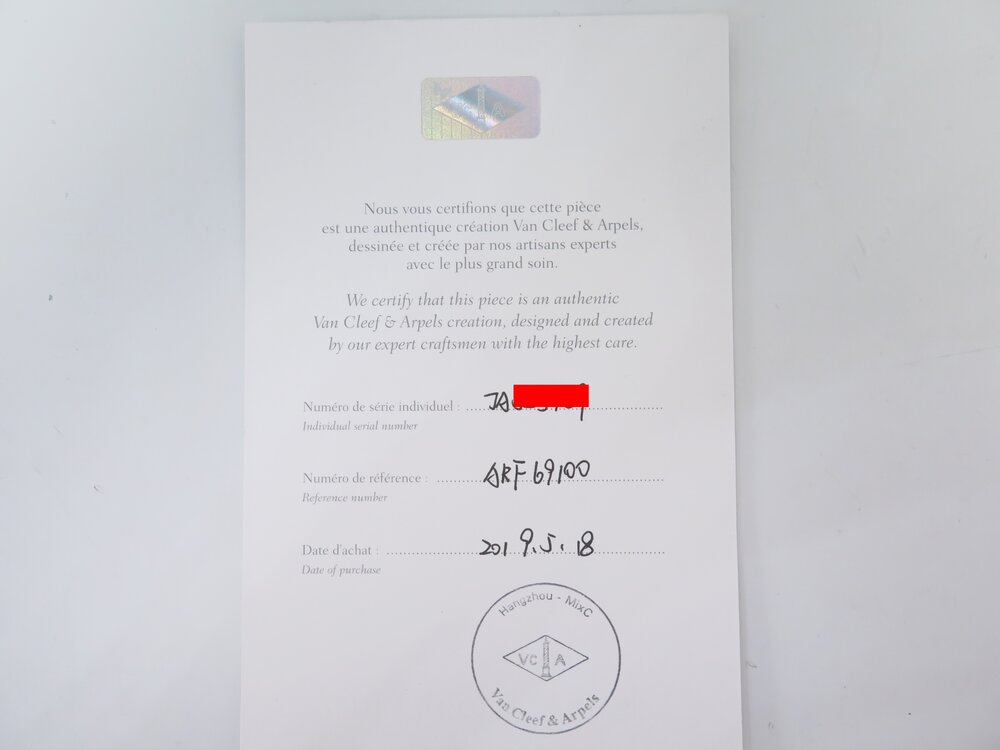 VC A
Nous vous certifions que cette pièce
est une authentique création Van Cleef & Arpels,
dessinée et créée par nos artisans experts
avec le plus grand soin.
We certify that this piece is an authentic
Van Cleef & Arpels creation, designed and created
by our expert craftsmen with the highest care.
Numéro de série individuel : JA
Individual serial number
Numéro de référence : ARF69100
Reference number
Date d'achat : 2019.5.18
Date of purchase
Hangzhou - MixC
VC A
Van Cleef & Arpels